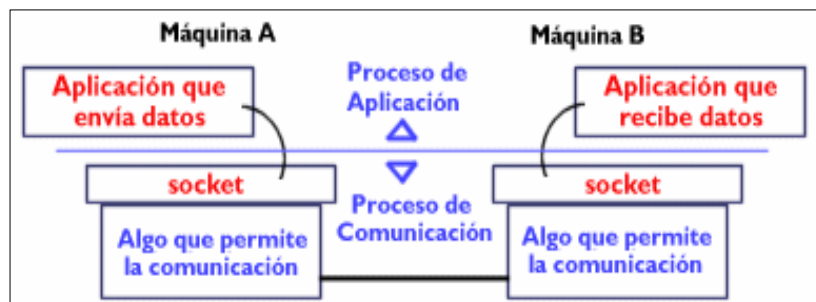 Máquina A
Máquina B
Aplicación que
envía datos
Proceso de
Aplicación
Aplicación que
recibe datos
socket
Proceso de
Comunicación
socket
Algo que permite
la comunicación
Algo que permite
la comunicación